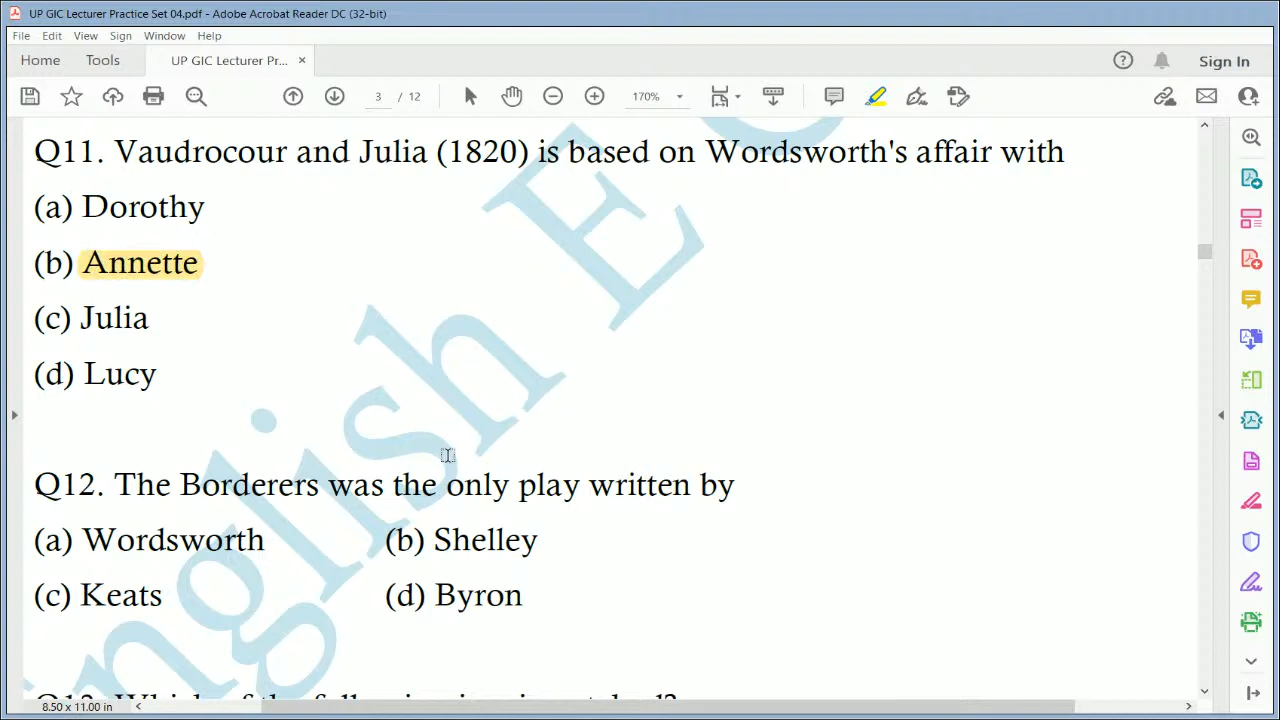 UP GIC Lecturer Practice Set 04.pdf - Adobe Acrobat Reader DC (32-bit)
File Edit View Sign Window Help
Home Tools UP GIC Lecturer Pr... × Sign In
3 / 12 170%
Q11. Vaudrocour and Julia (1820) is based on Wordsworth's affair with
(a) Dorothy
(b) Annette
(c) Julia
(d) Lucy
Q12. The Borderers was the only play written by
(a) Wordsworth (b) Shelley
(c) Keats (d) Byron
8.50 x 11.00 in